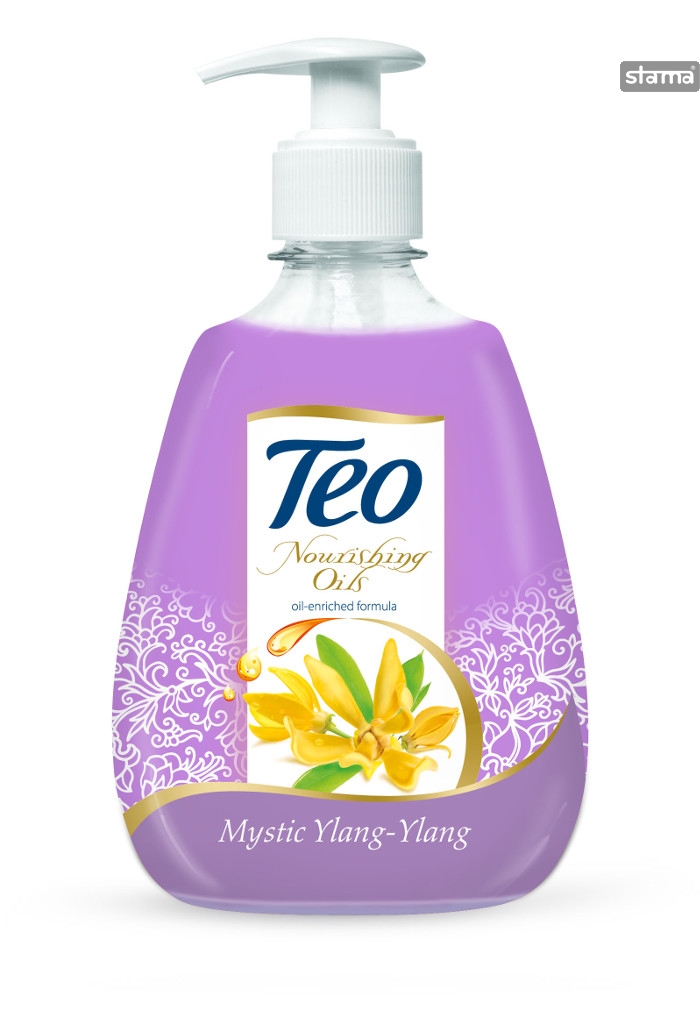 stama®
Teo
Nourishing
Oils
oil-enriched formula
Mystic Ylang-Ylang